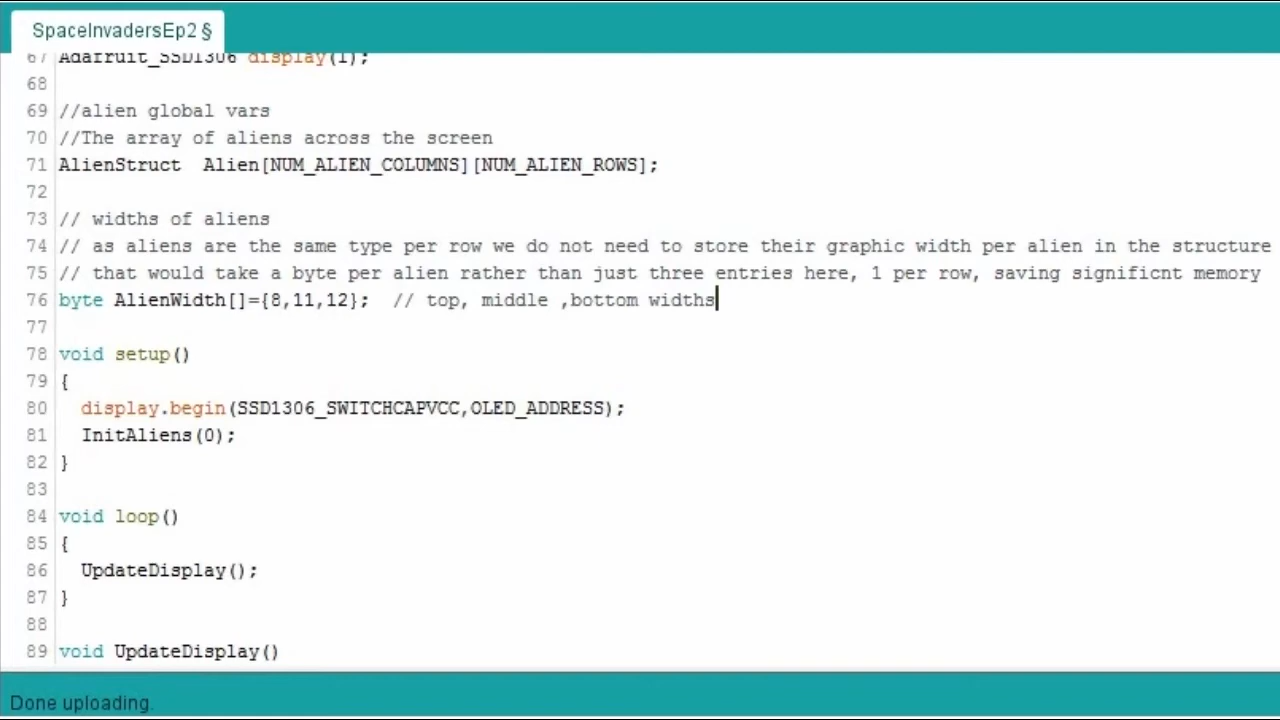 SpaceInvadersEp2 §
67 Adafruit_SSD1306 display(1);
68
69 //alien global vars
70 //The array of aliens across the screen
71 AlienStruct  Alien[NUM_ALIEN_COLUMNS][NUM_ALIEN_ROWS];
72
73 // widths of aliens
74 // as aliens are the same type per row we do not need to store their graphic width per alien in the structure
75 // that would take a byte per alien rather than just three entries here, 1 per row, saving significnt memory
76 byte AlienWidth[]={8,11,12};  // top, middle ,bottom widths
77
78 void setup()
79 {
80   display.begin(SSD1306_SWITCHCAPVCC,OLED_ADDRESS);
81   InitAliens(0);
82 }
83
84 void loop()
85 {
86   UpdateDisplay();
87 }
88
89 void UpdateDisplay()
Done uploading.